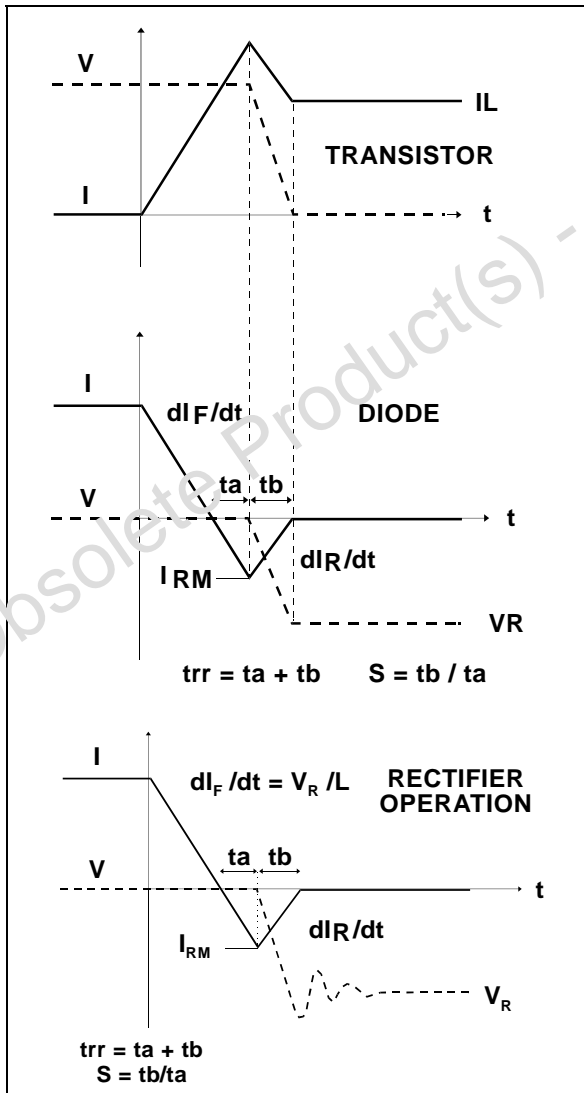 V
IL
TRANSISTOR
I
t
I
dIF/dt
DIODE
V
ta tb
t
IRM
dIR/dt
VR
trr = ta + tb S = tb / ta
I
dIF/dt = VR/L
RECTIFIER
OPERATION
ta tb
V
t
IRM
dIR/dt
VR
trr = ta + tb
S = tb/ta
Obsolete Product(s) -